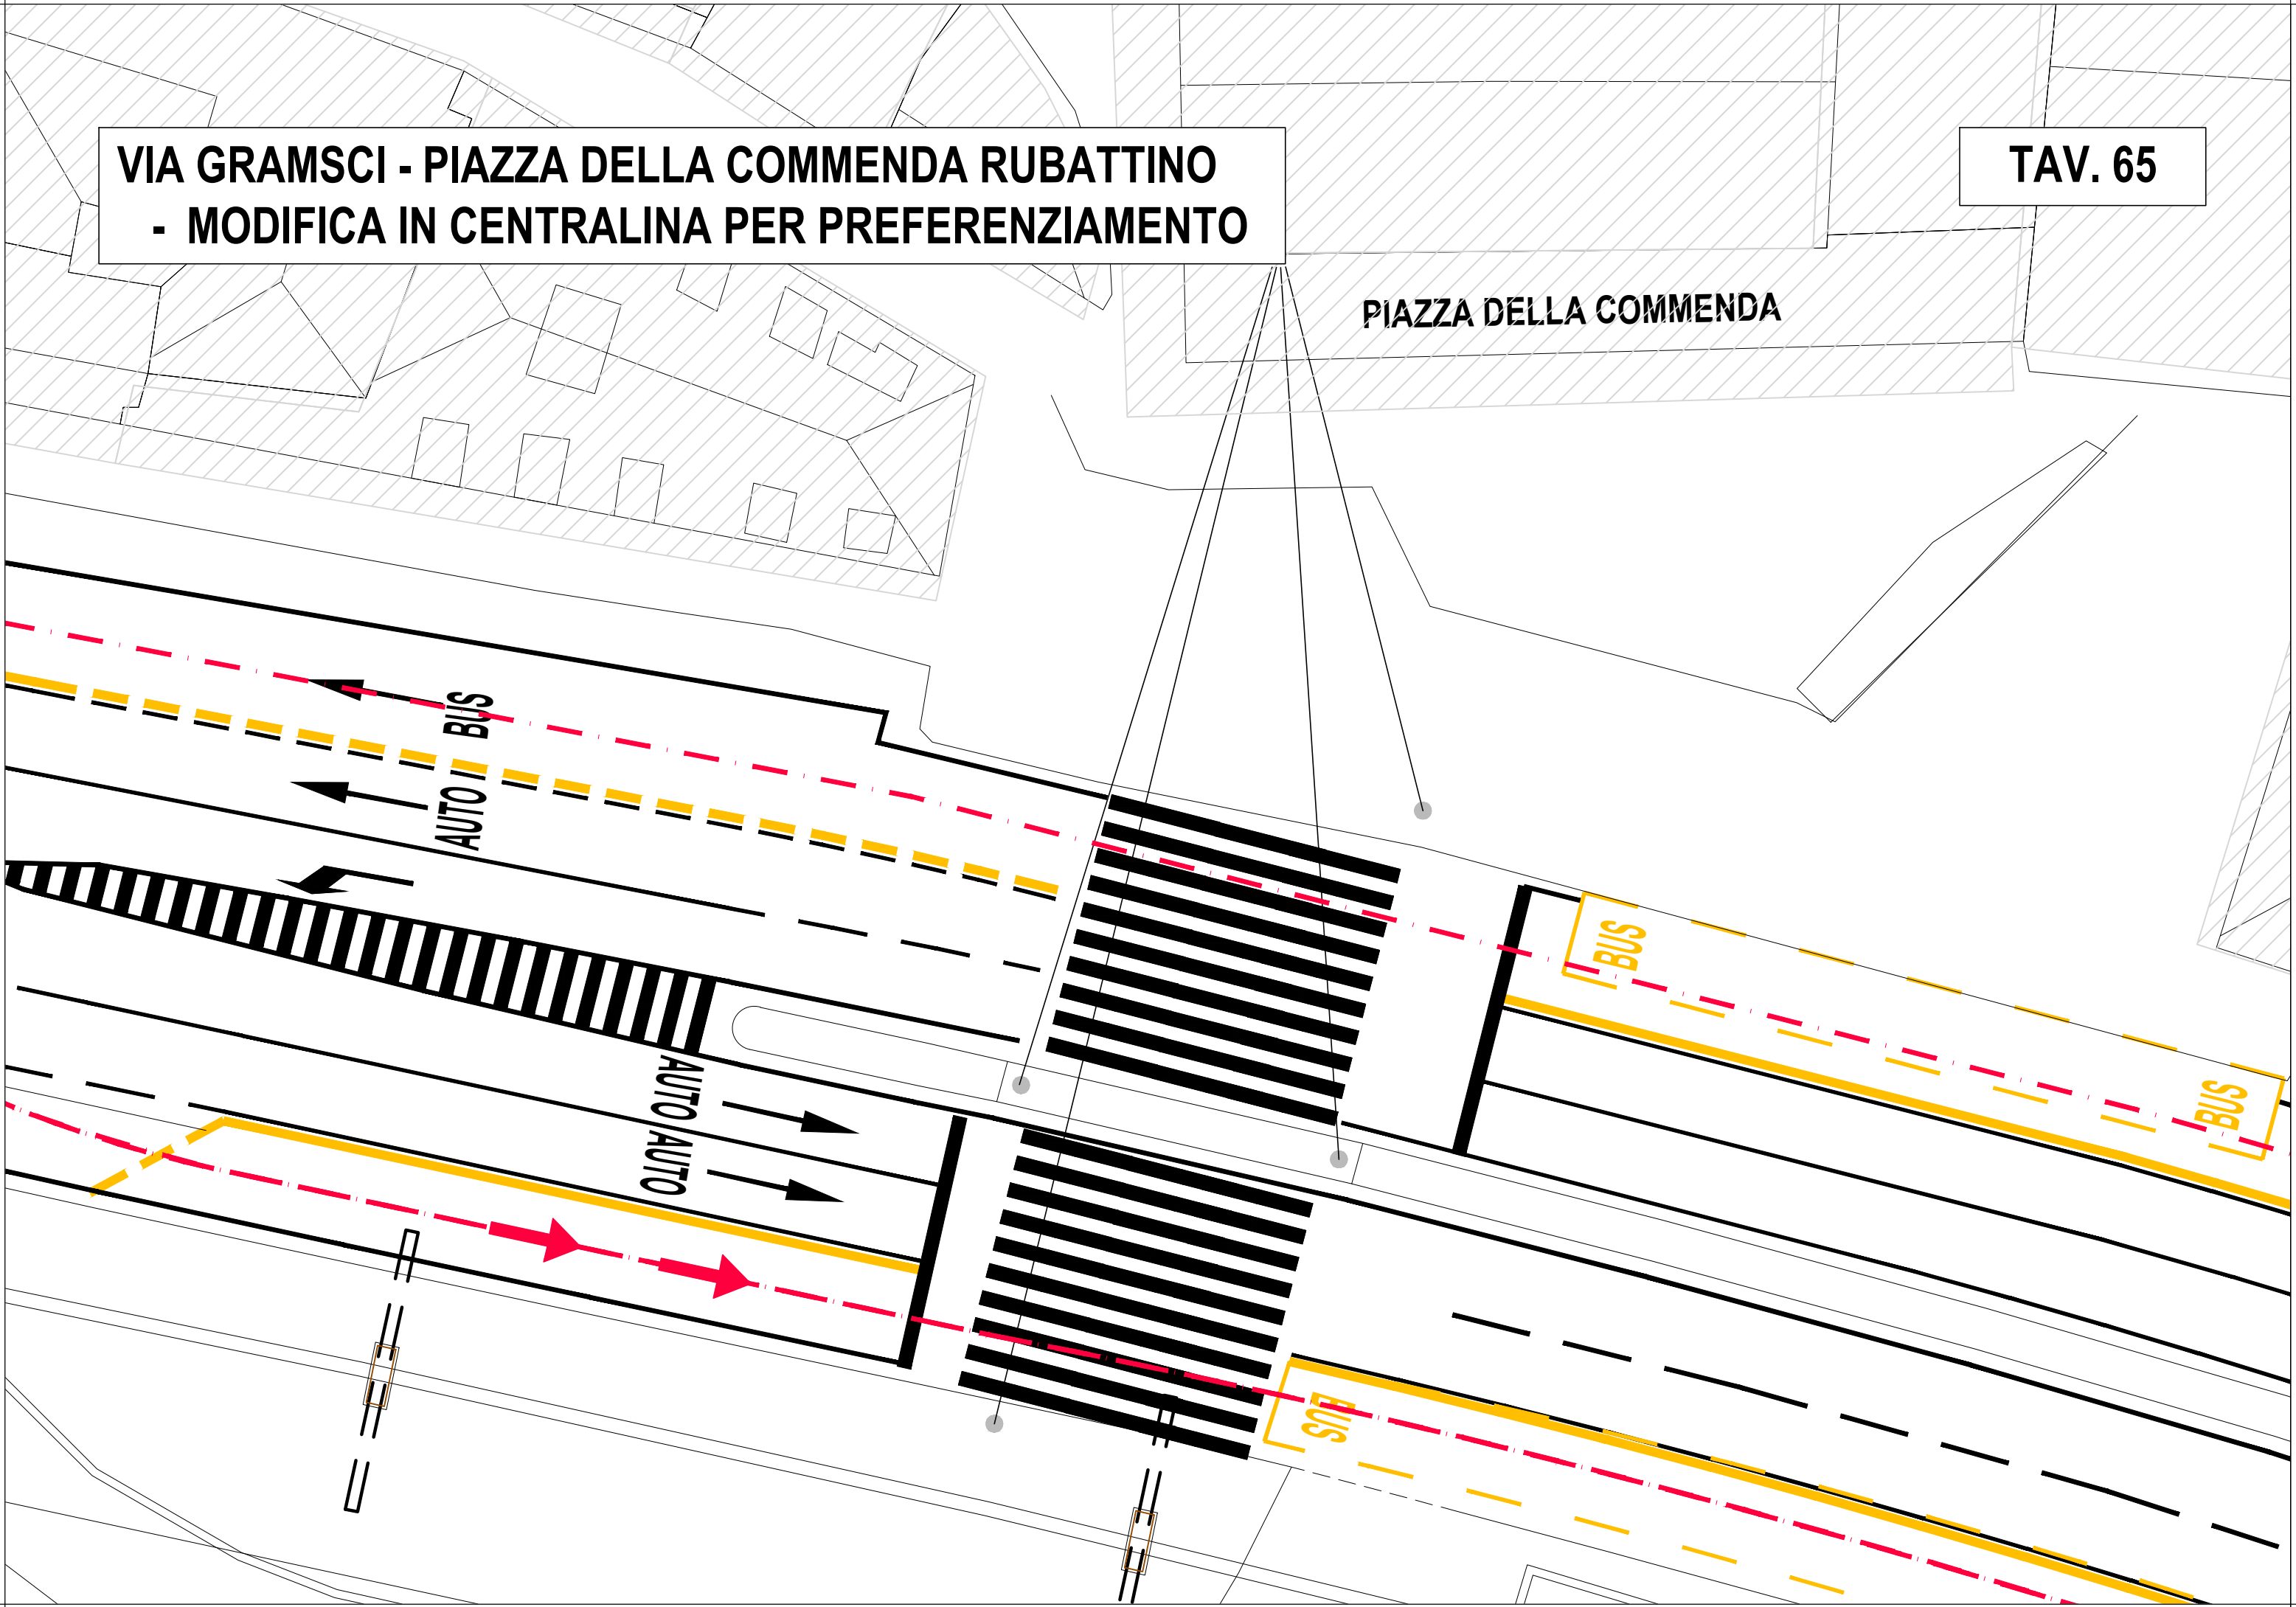 VIA GRAMSCI - PIAZZA DELLA COMMENDA RUBATTINO
- MODIFICA IN CENTRALINA PER PREFERENZIAMENTO
TAV. 65
PIAZZA DELLA COMMENDA
BUS
AUTO
BUS
BUS
AUTO
AUTO
BUS